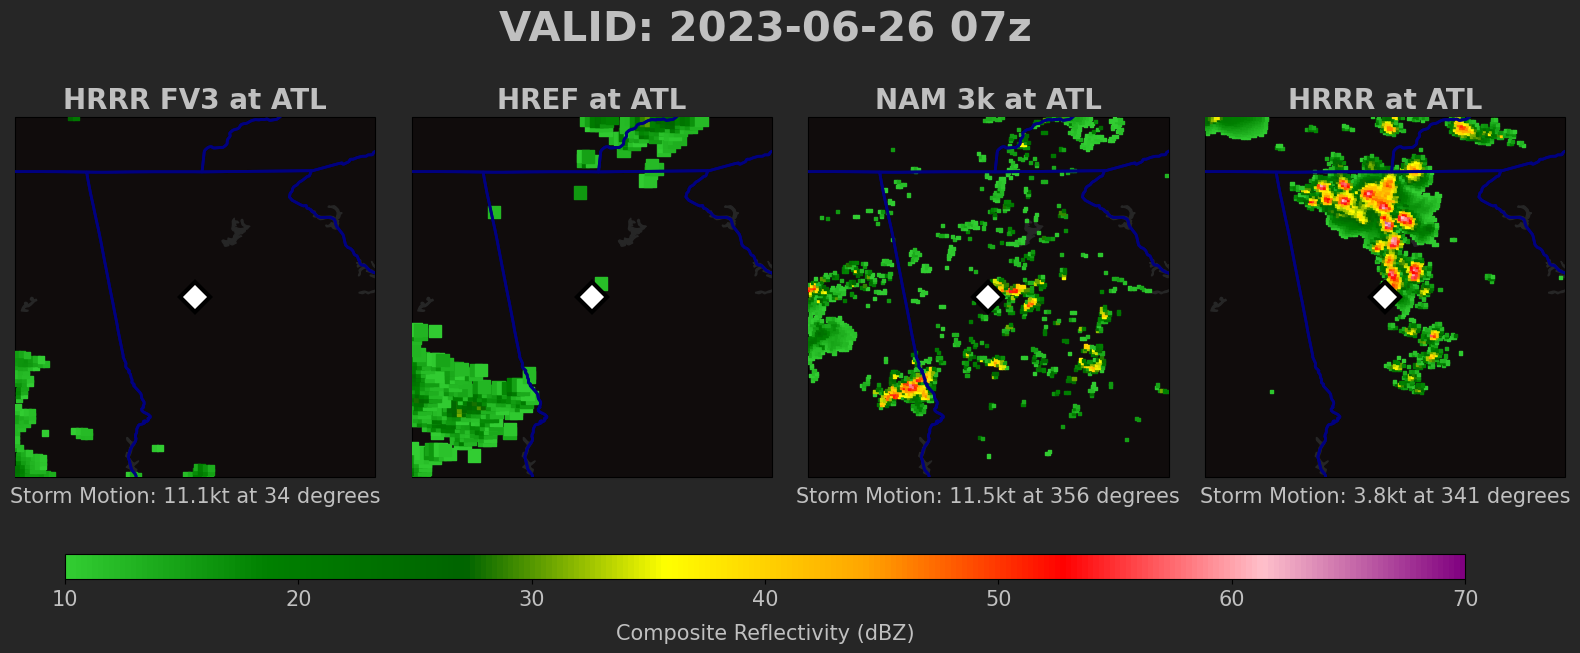 VALID: 2023-06-26 07z
HRRR FV3 at ATL
HREF at ATL
NAM 3k at ATL
HRRR at ATL
Storm Motion: 11.1kt at 34 degrees
Storm Motion: 11.5kt at 356 degrees
Storm Motion: 3.8kt at 341 degrees
10 20 30 40 50 60 70
Composite Reflectivity (dBZ)